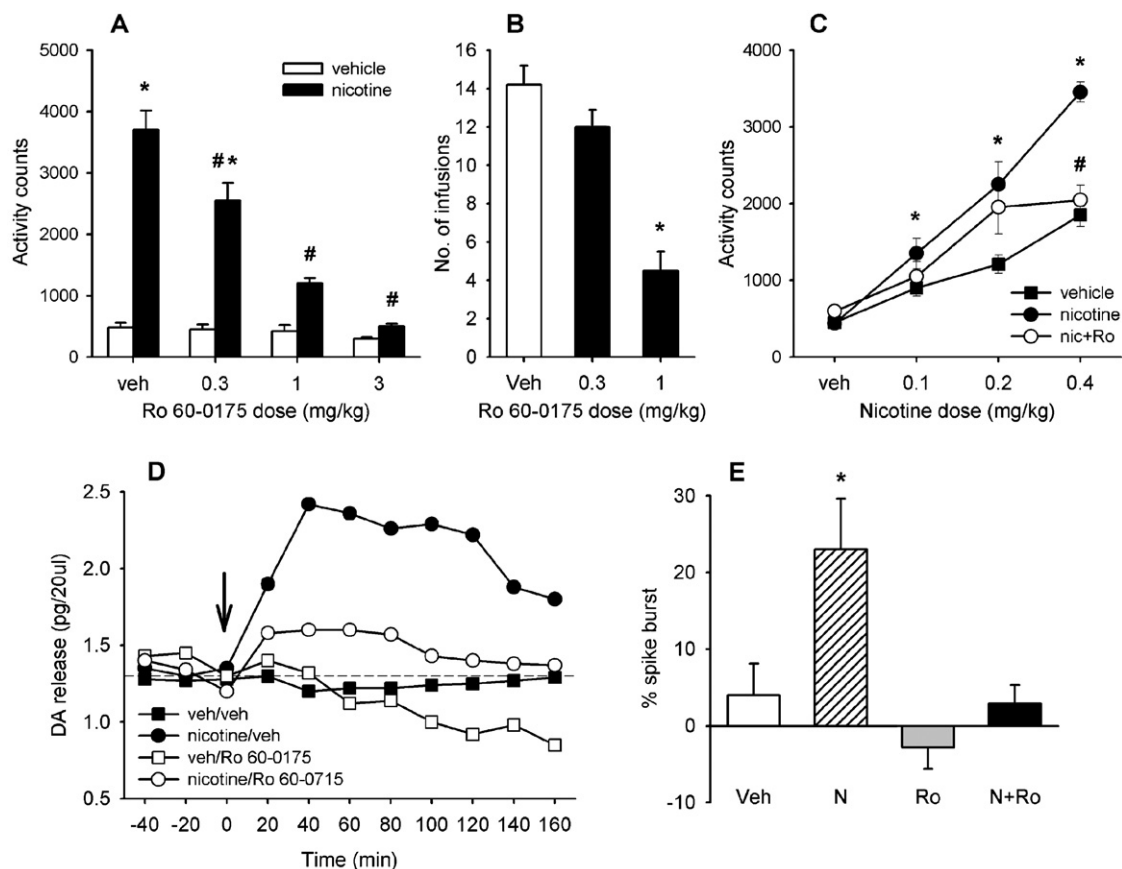 A
5000
4000
3000
2000
1000
0
Activity counts
vehicle
nicotine
*
#*
#
#
veh 0.3 1 3
Ro 60-0175 dose (mg/kg)
B
16
14
12
10
8
6
4
2
0
No. of infusions
*
Veh 0.3 1
Ro 60-0175 dose (mg/kg)
C
4000
3000
2000
1000
0
Activity counts
*
*
*
#
vehicle
nicotine
nic+Ro
veh 0.1 0.2 0.4
Nicotine dose (mg/kg)
D
2.5
2.0
1.5
1.0
0.5
DA release (pg/20ul)
veh/veh
nicotine/veh
veh/Ro 60-0175
nicotine/Ro 60-0715
-40 -20 0 20 40 60 80 100 120 140 160
Time (min)
E
30
20
10
0
-10
% spike burst
*
Veh N Ro N+Ro